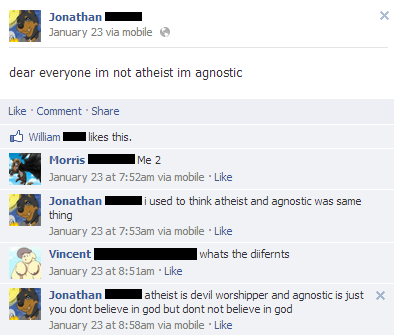 Jonathan
January 23 via mobile
dear everyone im not atheist im agnostic
Like · Comment · Share
William likes this.
Morris Me 2
January 23 at 7:52am via mobile · Like
Jonathan i used to think atheist and agnostic was same
thing
January 23 at 7:53am via mobile · Like
Vincent whats the diifernts
January 23 at 8:51am · Like
Jonathan atheist is devil worshipper and agnostic is just
you dont believe in god but dont not believe in god
January 23 at 8:58am via mobile · Like